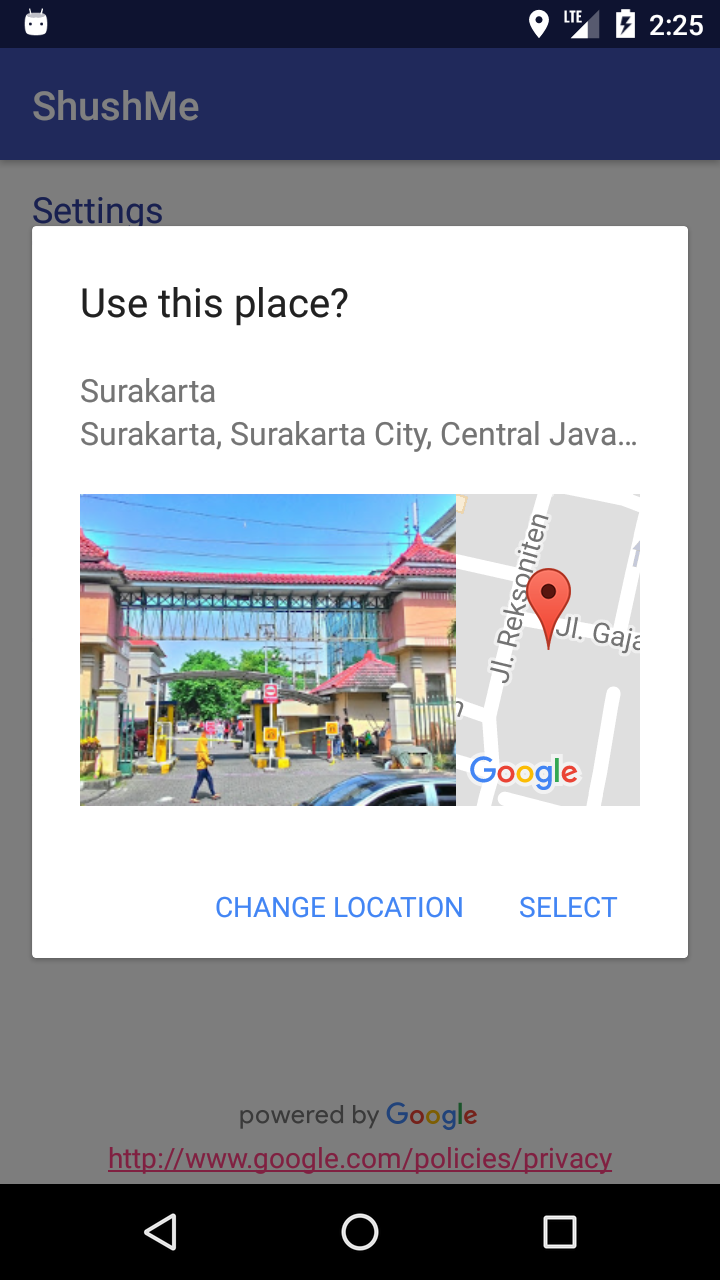 LTE 2:25
ShushMe
Settings
Use this place?
Surakarta
Surakarta, Surakarta City, Central Java...
Jl. Reksoniten
Jl. Gaja
Google
CHANGE LOCATION
SELECT
powered by Google
http://www.google.com/policies/privacy